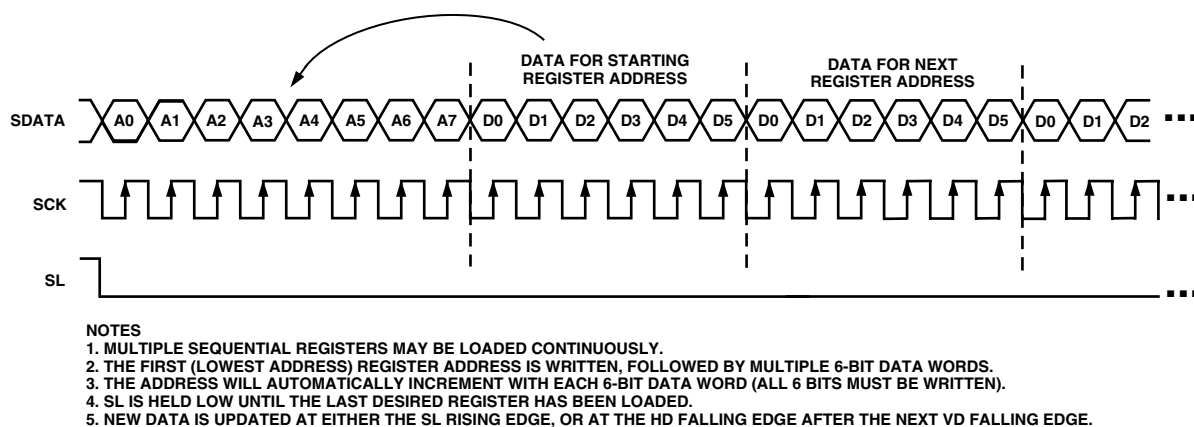 DATA FOR STARTING
REGISTER ADDRESS
DATA FOR NEXT
REGISTER ADDRESS
SDATA A0 A1 A2 A3 A4 A5 A6 A7 D0 D1 D2 D3 D4 D5 D0 D1 D2 D3 D4 D5 D0 D1 D2
SCK
SL
NOTES
1. MULTIPLE SEQUENTIAL REGISTERS MAY BE LOADED CONTINUOUSLY.
2. THE FIRST (LOWEST ADDRESS) REGISTER ADDRESS IS WRITTEN, FOLLOWED BY MULTIPLE 6-BIT DATA WORDS.
3. THE ADDRESS WILL AUTOMATICALLY INCREMENT WITH EACH 6-BIT DATA WORD (ALL 6 BITS MUST BE WRITTEN).
4. SL IS HELD LOW UNTIL THE LAST DESIRED REGISTER HAS BEEN LOADED.
5. NEW DATA IS UPDATED AT EITHER THE SL RISING EDGE, OR AT THE HD FALLING EDGE AFTER THE NEXT VD FALLING EDGE.